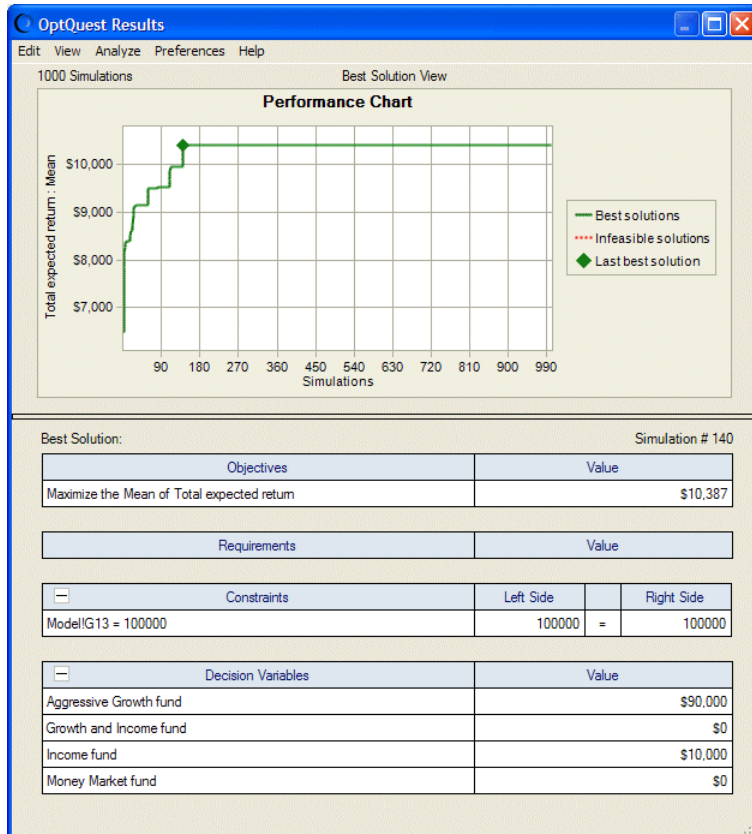 OptQuest Results
Edit View Analyze Preferences Help
1000 Simulations Best Solution View
Performance Chart
Total expected return : Mean
$10,000
$9,000
$8,000
$7,000
90 180 270 360 450 540 630 720 810 900 990
Simulations
Best solutions
Infeasible solutions
Last best solution
Best Solution: Simulation # 140
Objectives Value
Maximize the Mean of Total expected return $10,387
Requirements Value
Constraints Left Side Right Side
Model!G13 = 100000 100000 = 100000
Decision Variables Value
Aggressive Growth fund $90,000
Growth and Income fund $0
Income fund $10,000
Money Market fund $0